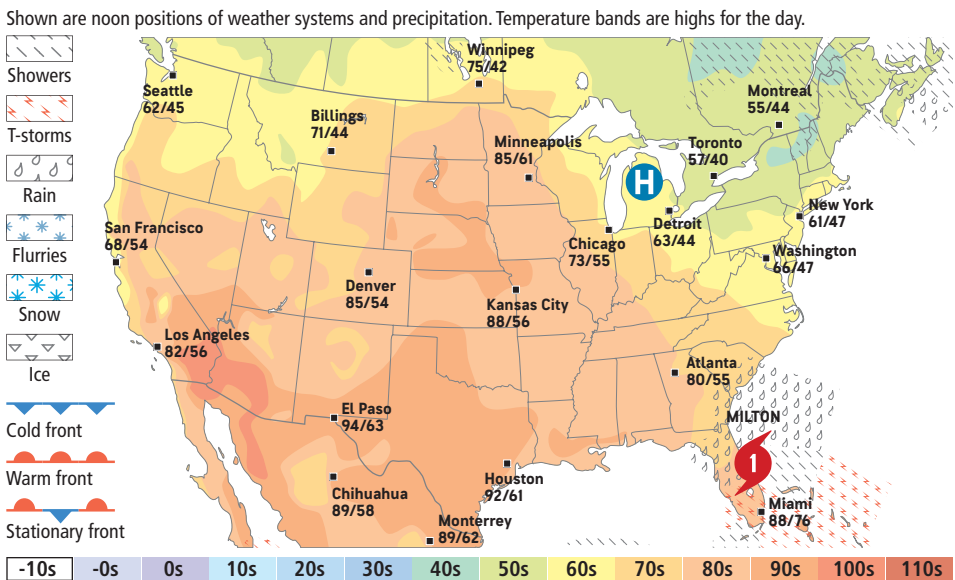 Shown are noon positions of weather systems and precipitation. Temperature bands are highs for the day.
Showers
T-storms
Rain
Flurries
Snow
Ice
Cold front
Warm front
Stationary front
Winnipeg
75/42
Seattle
62/45
Billings
71/44
Minneapolis
85/61
Montreal
55/44
Toronto
57/40
H
New York
61/47
San Francisco
68/54
Detroit
63/44
Chicago
73/55
Washington
66/47
Denver
85/54
Kansas City
88/56
Los Angeles
82/56
Atlanta
80/55
El Paso
94/63
MILTON
1
Houston
92/61
Chihuahua
89/58
Miami
88/76
Monterrey
89/62
-10s -0s 0s 10s 20s 30s 40s 50s 60s 70s 80s 90s 100s 110s